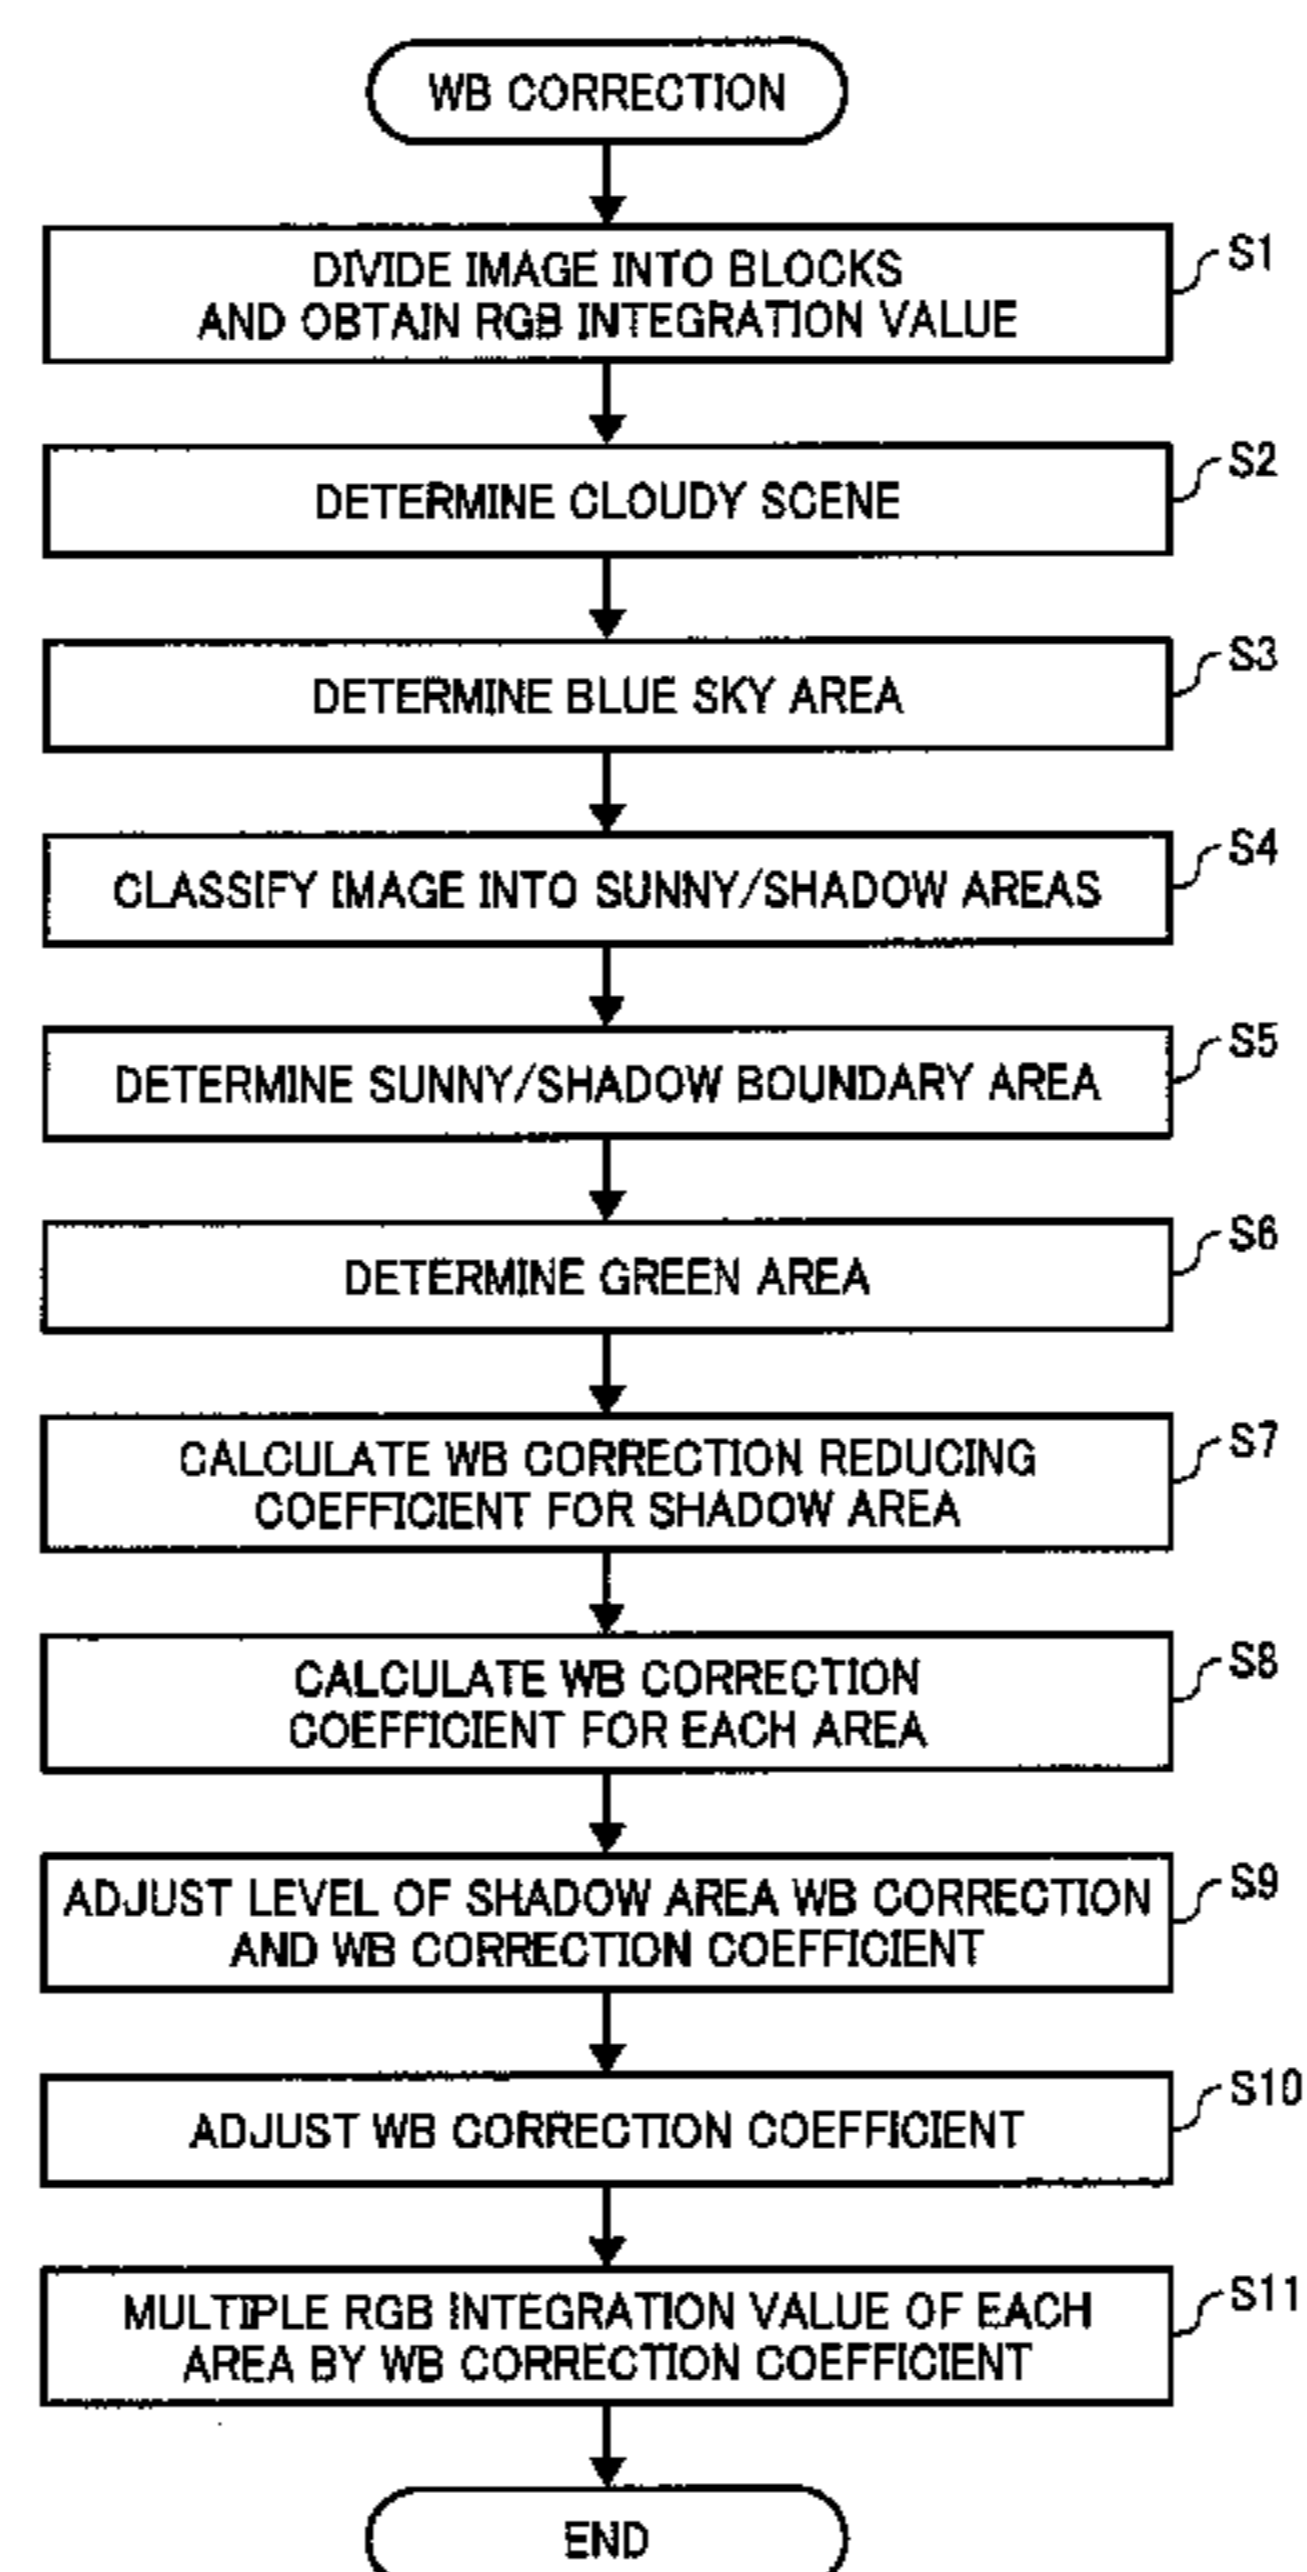 WB CORRECTION
DIVIDE IMAGE INTO BLOCKS
AND OBTAIN RGB INTEGRATION VALUE
S1
DETERMINE CLOUDY SCENE
S2
DETERMINE BLUE SKY AREA
S3
CLASSIFY IMAGE INTO SUNNY/SHADOW AREAS
S4
DETERMINE SUNNY/SHADOW BOUNDARY AREA
S5
DETERMINE GREEN AREA
S6
CALCULATE WB CORRECTION REDUCING
COEFFICIENT FOR SHADOW AREA
S7
CALCULATE WB CORRECTION
COEFFICIENT FOR EACH AREA
S8
ADJUST LEVEL OF SHADOW AREA WB CORRECTION
AND WB CORRECTION COEFFICIENT
S9
ADJUST WB CORRECTION COEFFICIENT
S10
MULTIPLE RGB INTEGRATION VALUE OF EACH
AREA BY WB CORRECTION COEFFICIENT
S11
END